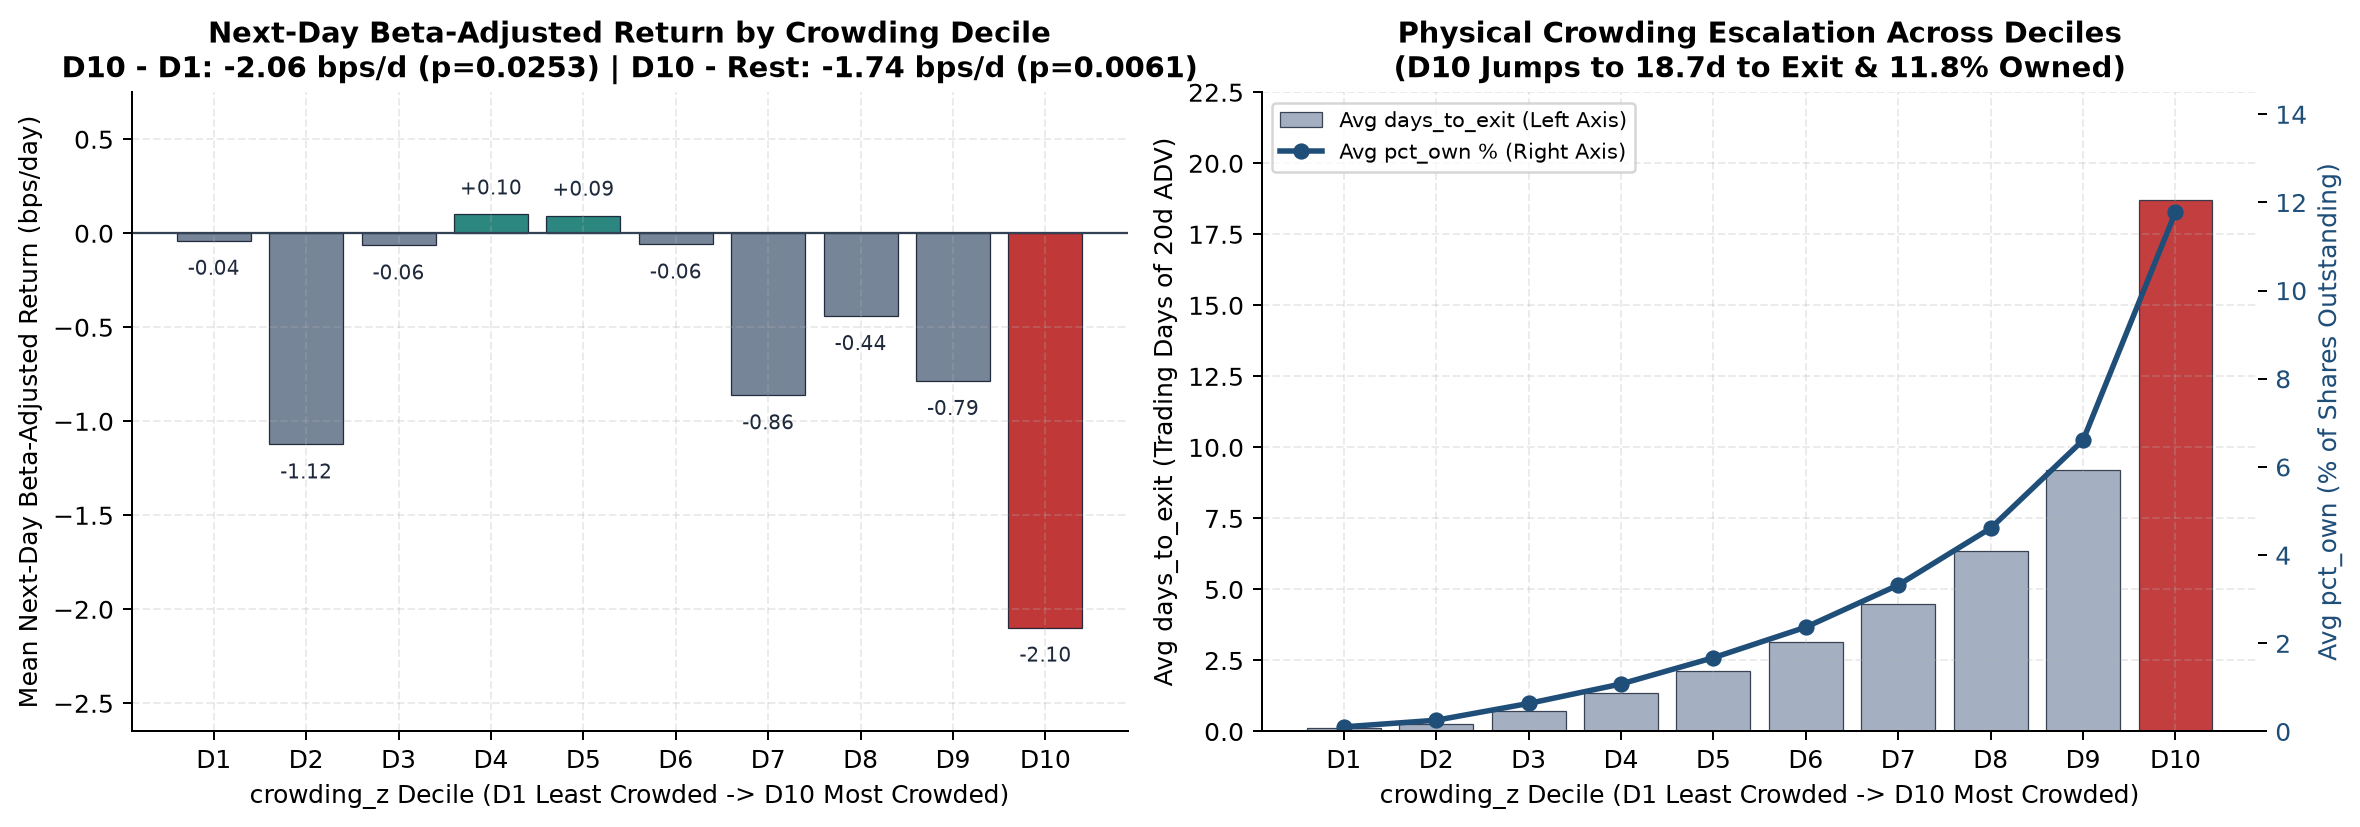 Next-Day Beta-Adjusted Return by Crowding Decile
D10 - D1: -2.06 bps/d (p=0.0253) | D10 - Rest: -1.74 bps/d (p=0.0061)
Mean Next-Day Beta-Adjusted Return (bps/day)
0.5
0.0
−0.5
−1.0
−1.5
−2.0
−2.5
-0.04
-1.12
-0.06
+0.10
+0.09
-0.06
-0.86
-0.44
-0.79
-2.10
D1 D2 D3 D4 D5 D6 D7 D8 D9 D10
crowding_z Decile (D1 Least Crowded -> D10 Most Crowded)
Physical Crowding Escalation Across Deciles
(D10 Jumps to 18.7d to Exit & 11.8% Owned)
Avg days_to_exit (Trading Days of 20d ADV)
22.5
20.0
17.5
15.0
12.5
10.0
7.5
5.0
2.5
0.0
Avg days_to_exit (Left Axis)
Avg pct_own % (Right Axis)
14
12
10
8
6
4
2
0
Avg pct_own (% of Shares Outstanding)
D1 D2 D3 D4 D5 D6 D7 D8 D9 D10
crowding_z Decile (D1 Least Crowded -> D10 Most Crowded)